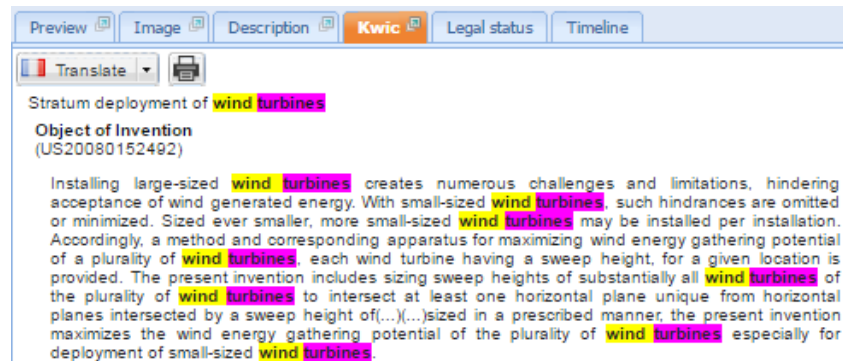 Preview Image Description Kwic Legal status Timeline
Translate
Stratum deployment of wind turbines
Object of Invention
(US20080152492)
Installing large-sized wind turbines creates numerous challenges and limitations, hindering
acceptance of wind generated energy. With small-sized wind turbines, such hindrances are omitted
or minimized. Sized ever smaller, more small-sized wind turbines may be installed per installation.
Accordingly, a method and corresponding apparatus for maximizing wind energy gathering potential
of a plurality of wind turbines, each wind turbine having a sweep height, for a given location is
provided. The present invention includes sizing sweep heights of substantially all wind turbines of
the plurality of wind turbines to intersect at least one horizontal plane unique from horizontal
planes intersected by a sweep height of(...)(...)sized in a prescribed manner, the present invention
maximizes the wind energy gathering potential of the plurality of wind turbines especially for
deployment of small-sized wind turbines.